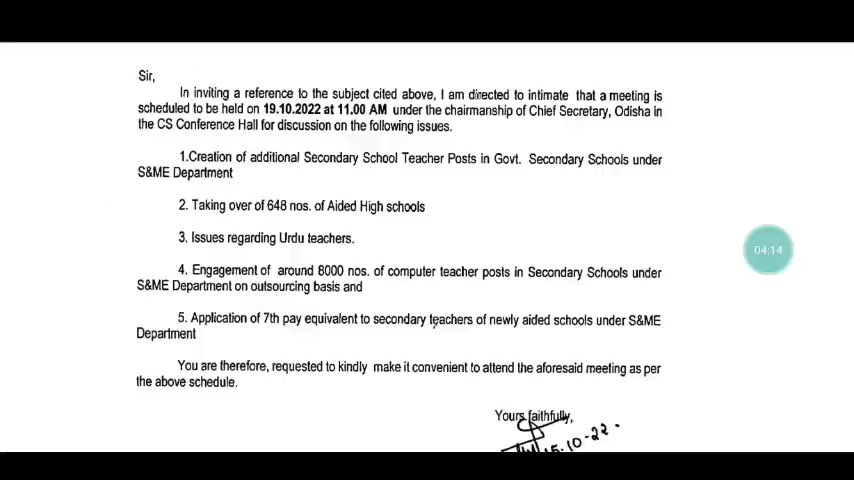 Sir,
In inviting a reference to the subject cited above, I am directed to intimate that a meeting is
scheduled to be held on 19.10.2022 at 11.00 AM under the chairmanship of Chief Secretary, Odisha in
the CS Conference Hall for discussion on the following issues.
1.Creation of additional Secondary School Teacher Posts in Govt. Secondary Schools under
S&ME Department
2. Taking over of 648 nos. of Aided High schools
3. Issues regarding Urdu teachers.
4. Engagement of around 8000 nos. of computer teacher posts in Secondary Schools under
S&ME Department on outsourcing basis and
5. Application of 7th pay equivalent to secondary teachers of newly aided schools under S&ME
Department
You are therefore, requested to kindly make it convenient to attend the aforesaid meeting as per
the above schedule.
Yours faithfully,
15.10-22.
04:14